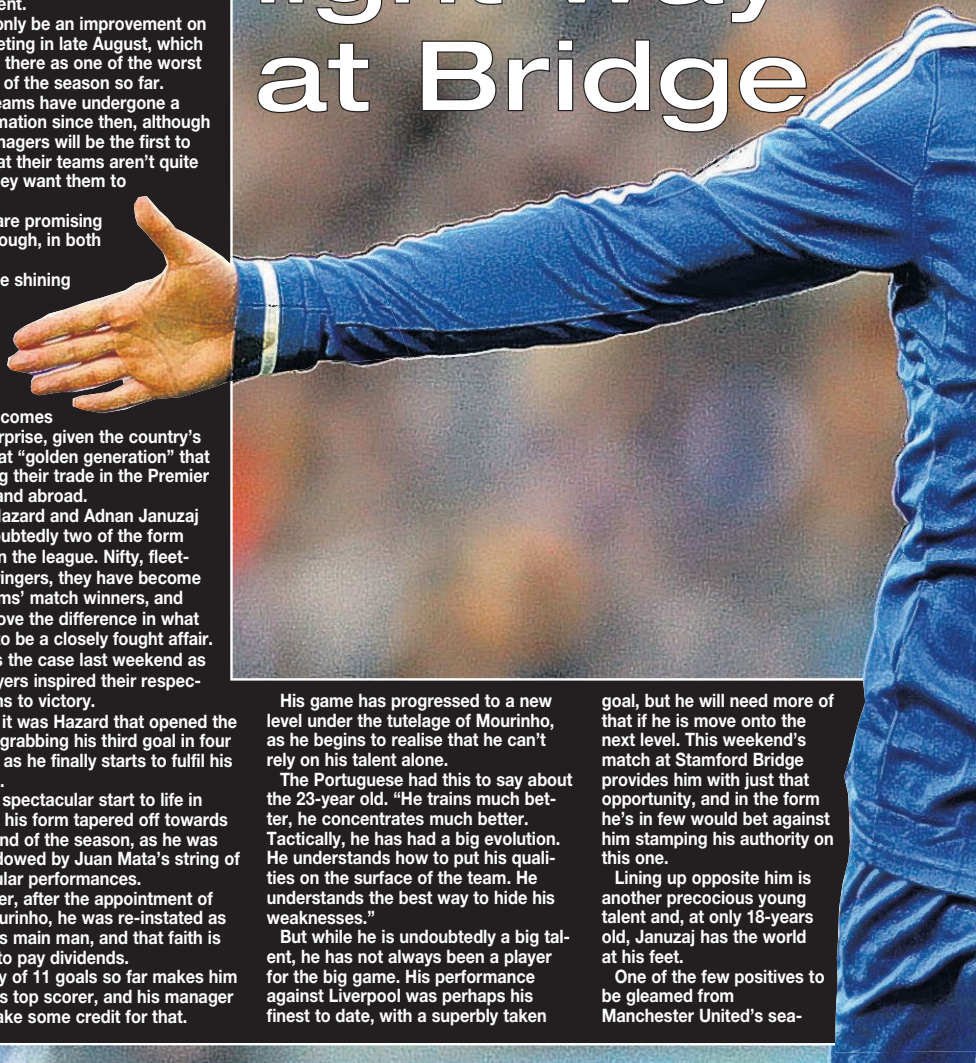 light way
at Bridge
ent.
only be an improvement on
eting in late August, which
there as one of the worst
of the season so far.
eams have undergone a
mation since then, although
nagers will be the first to
at their teams aren't quite
ey want them to
are promising
ough, in both
e shining
comes
rprise, given the country's
at “golden generation” that
g their trade in the Premier
and abroad.
Hazard and Adnan Januzaj
oubtedly two of the form
n the league. Nifty, fleet-
ingers, they have become
ms' match winners, and
ove the difference in what
to be a closely fought affair.
s the case last weekend as
yers inspired their respec-
ns to victory.
it was Hazard that opened the
grabbing his third goal in four
as he finally starts to fulfil his
.
spectacular start to life in
his form tapered off towards
nd of the season, as he was
dowed by Juan Mata's string of
ular performances.
er, after the appointment of
urinho, he was re-instated as
s main man, and that faith is
to pay dividends.
y of 11 goals so far makes him
s top scorer, and his manager
ake some credit for that.
His game has progressed to a new
level under the tutelage of Mourinho,
as he begins to realise that he can't
rely on his talent alone.
The Portuguese had this to say about
the 23-year old. “He trains much bet-
ter, he concentrates much better.
Tactically, he has had a big evolution.
He understands how to put his quali-
ties on the surface of the team. He
understands the best way to hide his
weaknesses.”
But while he is undoubtedly a big tal-
ent, he has not always been a player
for the big game. His performance
against Liverpool was perhaps his
finest to date, with a superbly taken
goal, but he will need more of
that if he is move onto the
next level. This weekend's
match at Stamford Bridge
provides him with just that
opportunity, and in the form
he's in few would bet against
him stamping his authority on
this one.
Lining up opposite him is
another precocious young
talent and, at only 18-years
old, Januzaj has the world
at his feet.
One of the few positives to
be gleamed from
Manchester United's sea-